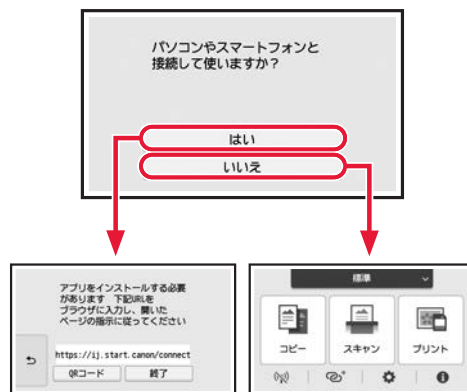 パソコンやスマートフォンと
接続して使いますか？
はい
いいえ
アプリをインストールする必要
があります 下記URLを
ブラウザに入力し、開いた
ページの指示に従ってください
https://ij.start.canon/connect
QRコード 終了
標準
コピー スキャン プリント